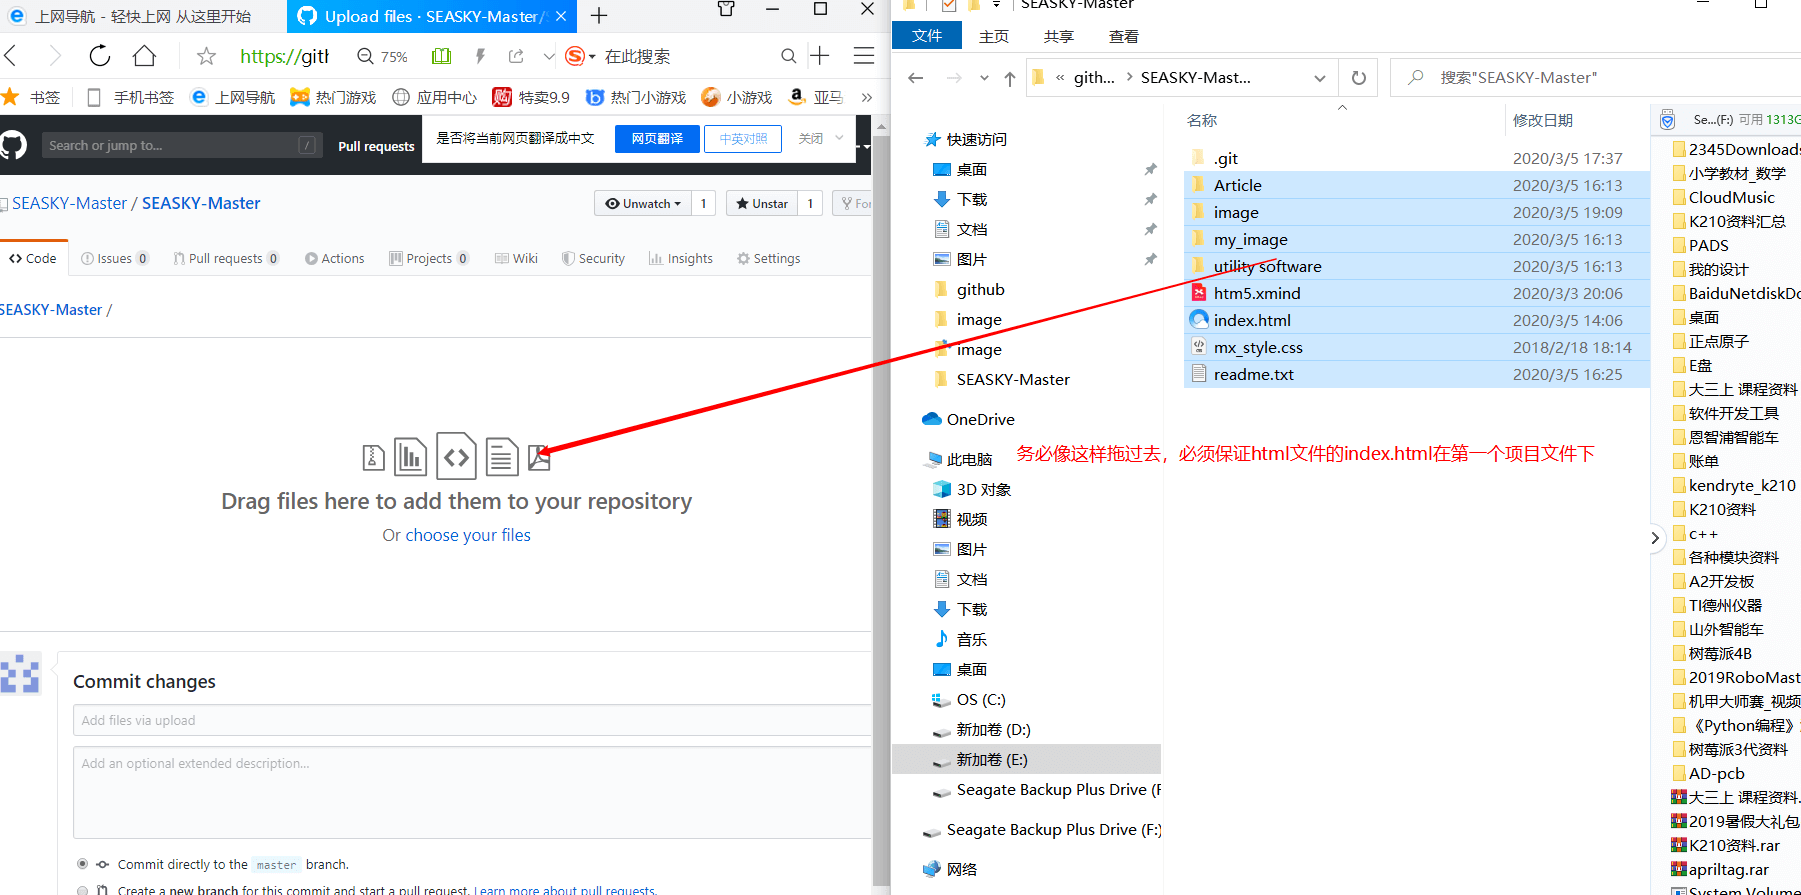 上网导航 - 轻快上网 从这里开始
Upload files · SEASKY-Master/
https://gith
75%
在此搜索
书签
手机书签
上网导航
热门游戏
应用中心
特卖9.9
热门小游戏
小游戏
亚马
»
Search or jump to...
/
Pull requests
是否将当前网页翻译成中文
网页翻译
中英对照
关闭
SEASKY-Master / SEASKY-Master
Unwatch 1
Unstar 1
For
Code
Issues 0
Pull requests 0
Actions
Projects 0
Wiki
Security
Insights
Settings
SEASKY-Master /
Drag files here to add them to your repository
Or choose your files
Commit changes
Add files via upload
Add an optional extended description...
Commit directly to the master branch.
Create a new branch for this commit and start a pull request. Learn more about pull requests.
SEASKY-Master
文件
主页
共享
查看
« gith... › SEASKY-Mast...
搜索"SEASKY-Master"
快速访问
桌面
下载
文档
图片
github
image
image
SEASKY-Master
OneDrive
此电脑
3D 对象
视频
图片
文档
下载
音乐
桌面
OS (C:)
新加卷 (D:)
新加卷 (E:)
Seagate Backup Plus Drive (F
Seagate Backup Plus Drive (F:)
网络
名称
修改日期
.git 2020/3/5 17:37
Article 2020/3/5 16:13
image 2020/3/5 19:09
my_image 2020/3/5 16:13
utility software 2020/3/5 16:13
htm5.xmind 2020/3/3 20:06
index.html 2020/3/5 14:06
mx_style.css 2018/2/18 18:14
readme.txt 2020/3/5 16:25
务必像这样拖过去，必须保证html文件的index.html在第一个项目文件下
Se...(F:) 可用 1313G
2345Downloads
小学教材_数学
CloudMusic
K210资料汇总
PADS
我的设计
BaiduNetdiskDo
桌面
正点原子
E盘
大三上 课程资料
软件开发工具
恩智浦智能车
账单
kendryte_k210
K210资料
c++
各种模块资料
A2开发板
TI德州仪器
山外智能车
树莓派4B
2019RoboMast
机甲大师赛_视频
《Python编程》
树莓派3代资料
AD-pcb
大三上 课程资料.
2019暑假大礼包
K210资料.rar
apriltag.rar
System Volume